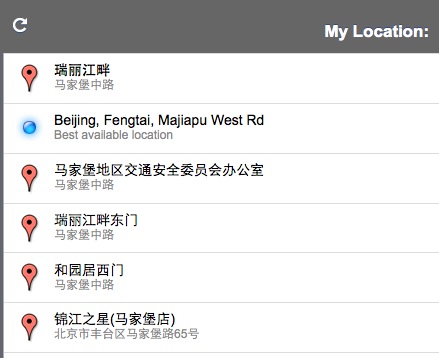 My Location:
瑞丽江畔
马家堡中路
Beijing, Fengtai, Majiapu West Rd
Best available location
马家堡地区交通安全委员会办公室
马家堡中路
瑞丽江畔东门
马家堡中路
和园居西门
马家堡中路
锦江之星(马家堡店)
北京市丰台区马家堡路65号